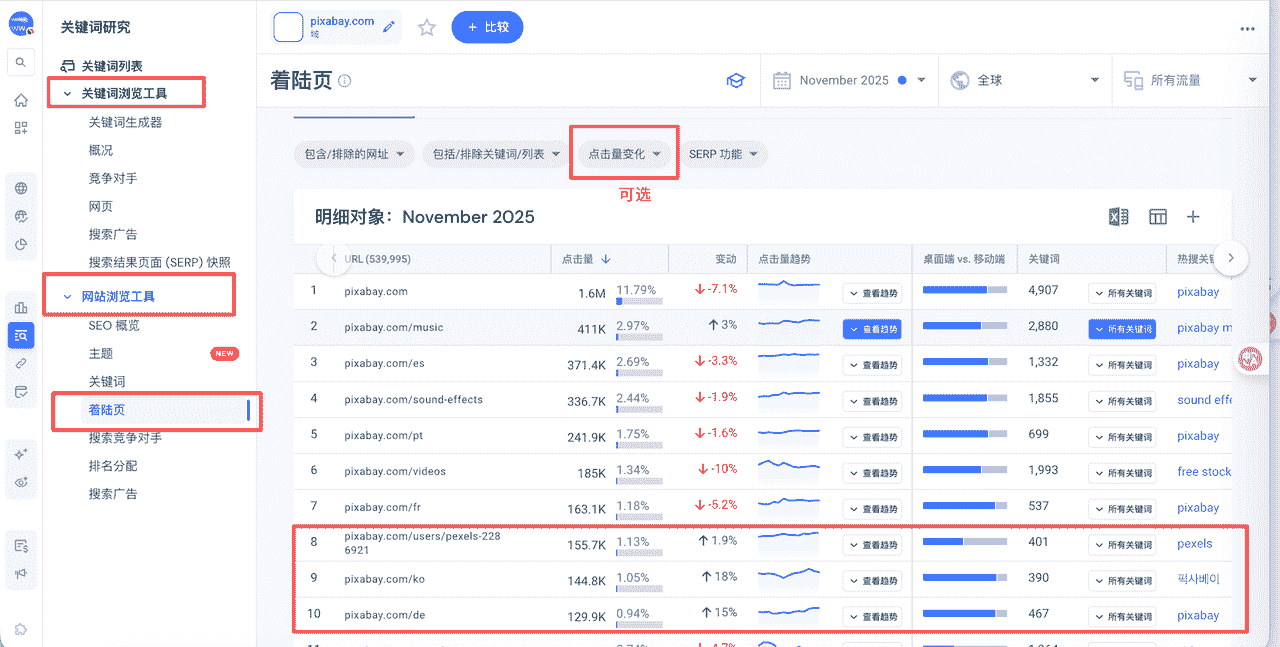 关键词研究
关键词列表
关键词浏览工具
关键词生成器
概况
竞争对手
网页
搜索广告
搜索结果页面 (SERP) 快照
网站浏览工具
SEO 概览
主题 NEW
关键词
着陆页
搜索竞争对手
排名分配
搜索广告
pixabay.com
域
+ 比较
着陆页
November 2025
全球
所有流量
包含/排除的网址
包括/排除关键词/列表
点击量变化
SERP 功能
可选
明细对象: November 2025
URL (539,995) 点击量 变动 点击量趋势 桌面端 vs. 移动端 关键词 热搜关
1 pixabay.com 1.6M 11.79% -7.1% 查看趋势 4,907 所有关键词 pixabay
2 pixabay.com/music 411K 2.97% 3% 查看趋势 2,880 所有关键词 pixabay m
3 pixabay.com/es 371.4K 2.69% -3.3% 查看趋势 1,332 所有关键词 pixabay
4 pixabay.com/sound-effects 336.7K 2.44% -1.9% 查看趋势 1,855 所有关键词 sound effe
5 pixabay.com/pt 241.9K 1.75% -1.6% 查看趋势 699 所有关键词 pixabay
6 pixabay.com/videos 185K 1.34% -10% 查看趋势 1,993 所有关键词 free stock
7 pixabay.com/fr 163.1K 1.18% -5.2% 查看趋势 537 所有关键词 pixabay
8 pixabay.com/users/pexels-228
6921 155.7K 1.13% 1.9% 查看趋势 401 所有关键词 pexels
9 pixabay.com/ko 144.8K 1.05% 18% 查看趋势 390 所有关键词 픽사베이
10 pixabay.com/de 129.9K 0.94% 15% 查看趋势 467 所有关键词 pixabay